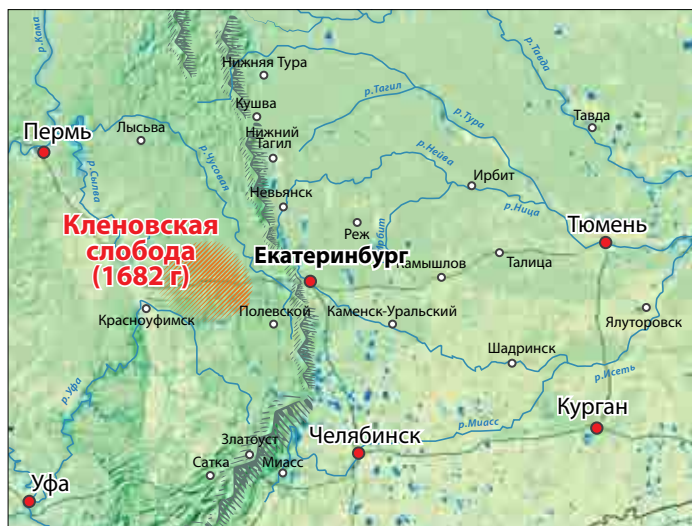 р.Кама
Нижняя Тура
р.Тавда
р.Тагил
Кушва
Тавда
Пермь
Лысьва
Нижний
Тагил
р.Тура
р.Чусовая
р.Сылва
р.Нейва
Ирбит
Невьянск
р.Ница
Кленовская
слобода
(1682 г)
Реж
Тюмень
Екатеринбург
Камышлов
Талица
Красноуфимск
Полевской
Каменск-Уральский
Ялуторовск
Шадринск
р.Исеть
р.Уфа
р.Миасс
Курган
Челябинск
Златоуст
Сатка
Миасс
Уфа